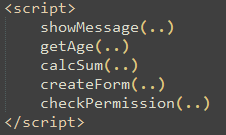 <script>
showMessage(..)
getAge(..)
calcSum(..)
createForm(..)
checkPermission(..)
</script>